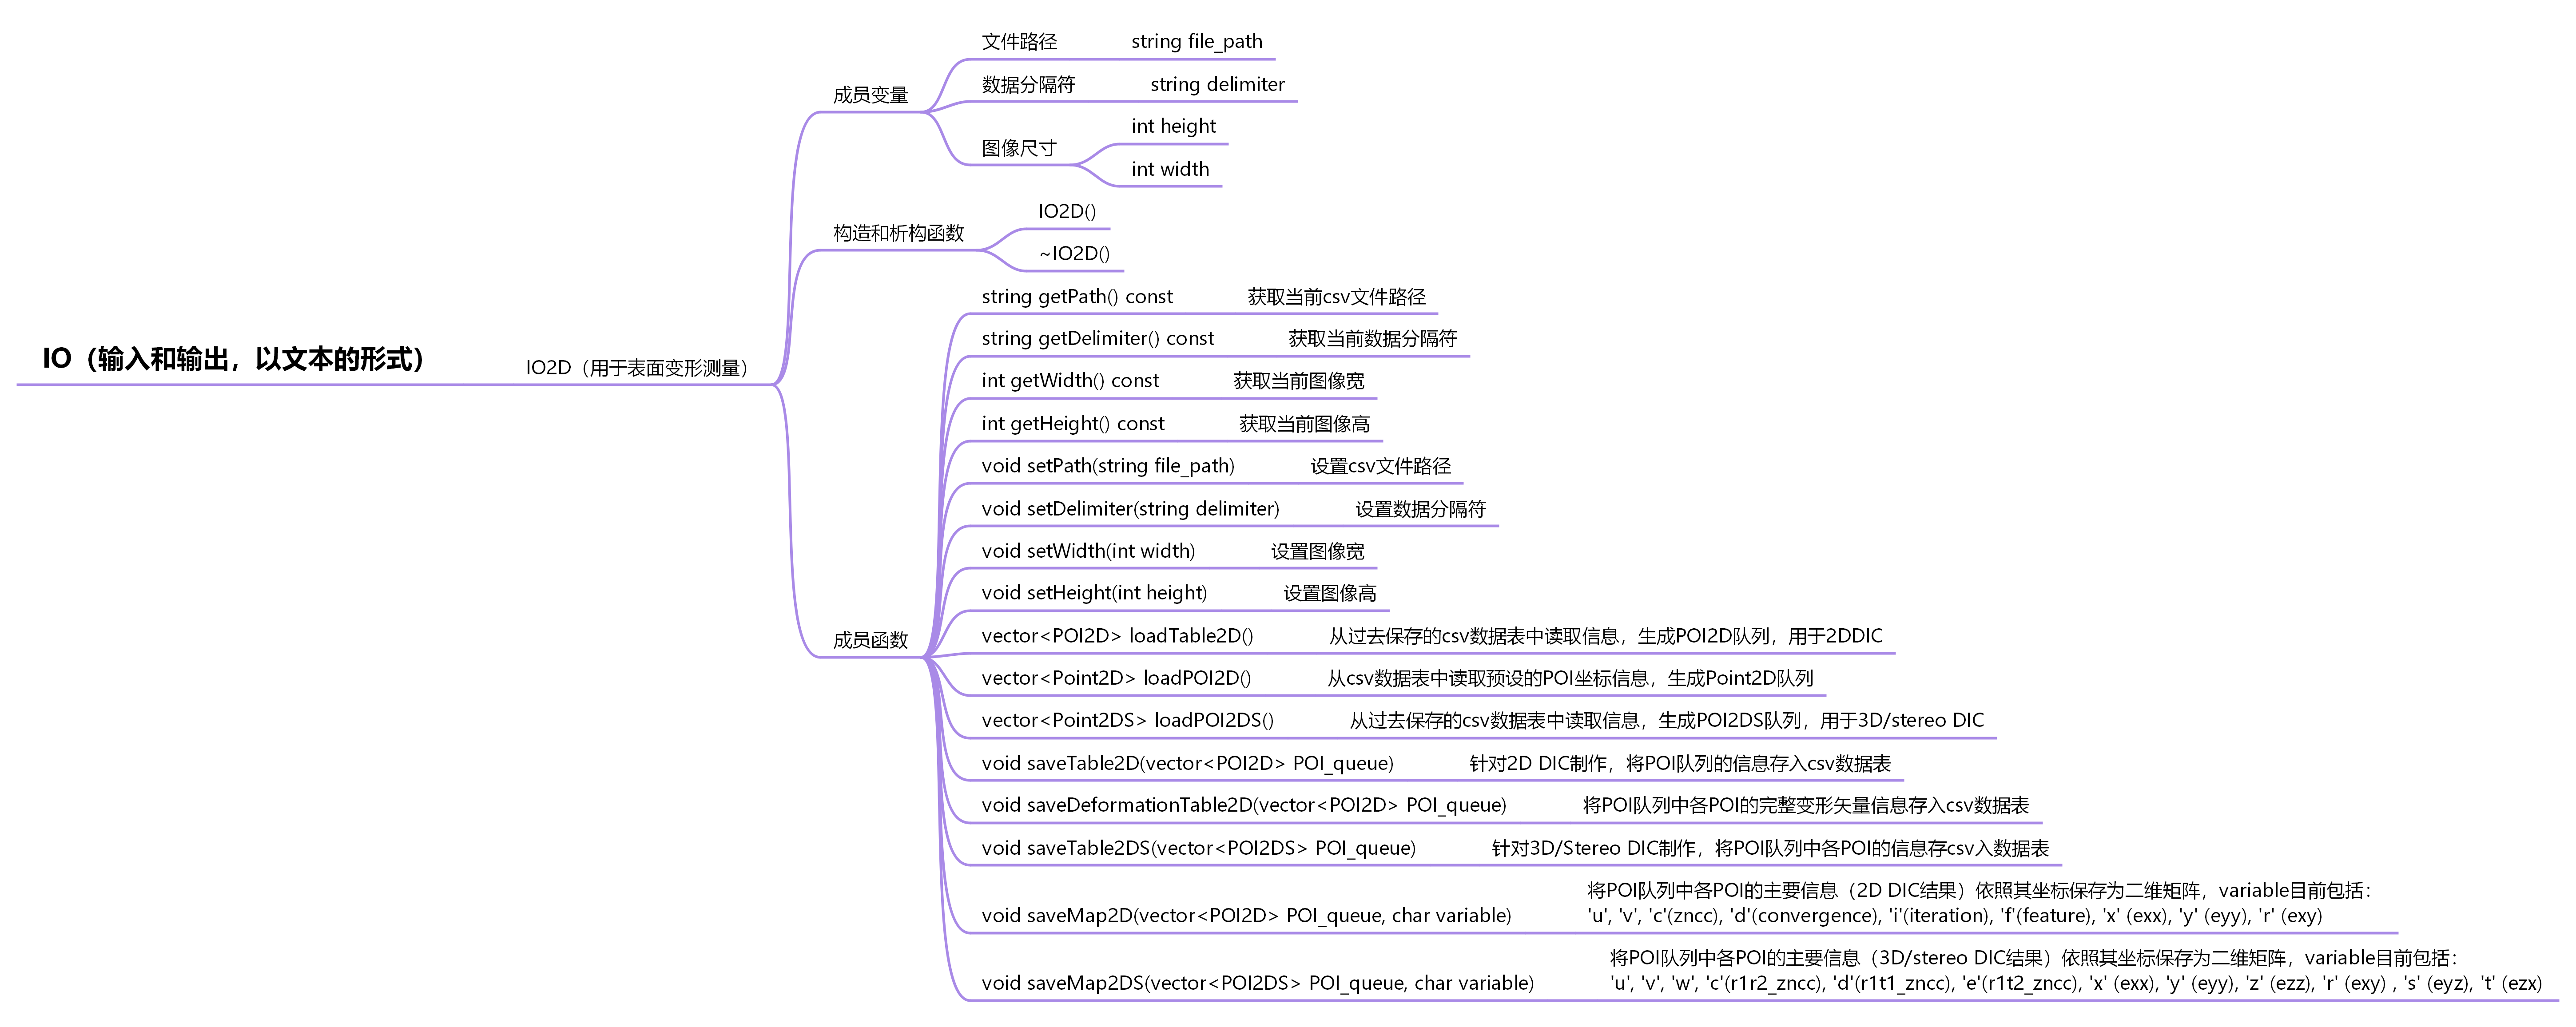 IO（输入和输出，以文本的形式）
IO2D（用于表面变形测量）
成员变量
文件路径 string file_path
数据分隔符 string delimiter
图像尺寸
int height
int width
构造和析构函数
IO2D()
~IO2D()
成员函数
string getPath() const 获取当前csv文件路径
string getDelimiter() const 获取当前数据分隔符
int getWidth() const 获取当前图像宽
int getHeight() const 获取当前图像高
void setPath(string file_path) 设置csv文件路径
void setDelimiter(string delimiter) 设置数据分隔符
void setWidth(int width) 设置图像宽
void setHeight(int height) 设置图像高
vector<POI2D> loadTable2D() 从过去保存的csv数据表中读取信息，生成POI2D队列，用于2DDIC
vector<Point2D> loadPOI2D() 从csv数据表中读取预设的POI坐标信息，生成Point2D队列
vector<Point2DS> loadPOI2DS() 从过去保存的csv数据表中读取信息，生成POI2DS队列，用于3D/stereo DIC
void saveTable2D(vector<POI2D> POI_queue) 针对2D DIC制作，将POI队列的信息存入csv数据表
void saveDeformationTable2D(vector<POI2D> POI_queue) 将POI队列中各POI的完整变形矢量信息存入csv数据表
void saveTable2DS(vector<POI2DS> POI_queue) 针对3D/Stereo DIC制作，将POI队列中各POI的信息存csv入数据表
void saveMap2D(vector<POI2D> POI_queue, char variable) 将POI队列中各POI的主要信息（2D DIC结果）依照其坐标保存为二维矩阵，variable目前包括：
'u', 'v', 'c'(zncc), 'd'(convergence), 'i'(iteration), 'f'(feature), 'x' (exx), 'y' (eyy), 'r' (exy)
void saveMap2DS(vector<POI2DS> POI_queue, char variable) 将POI队列中各POI的主要信息（3D/stereo DIC结果）依照其坐标保存为二维矩阵，variable目前包括：
'u', 'v', 'w', 'c'(r1r2_zncc), 'd'(r1t1_zncc), 'e'(r1t2_zncc), 'x' (exx), 'y' (eyy), 'z' (ezz), 'r' (exy) , 's' (eyz), 't' (ezx)